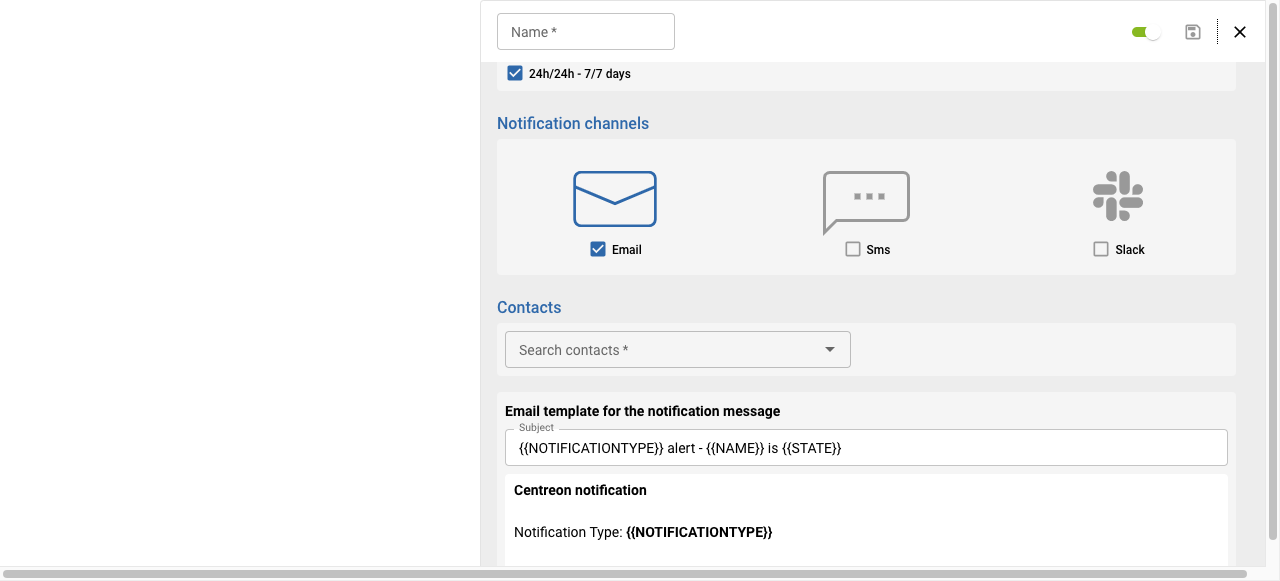 Name *
24h/24h - 7/7 days
Notification channels
Email
Sms
Slack
Contacts
Search contacts *
Email template for the notification message
Subject
{{NOTIFICATIONTYPE}} alert - {{NAME}} is {{STATE}}
Centreon notification
Notification Type: {{NOTIFICATIONTYPE}}